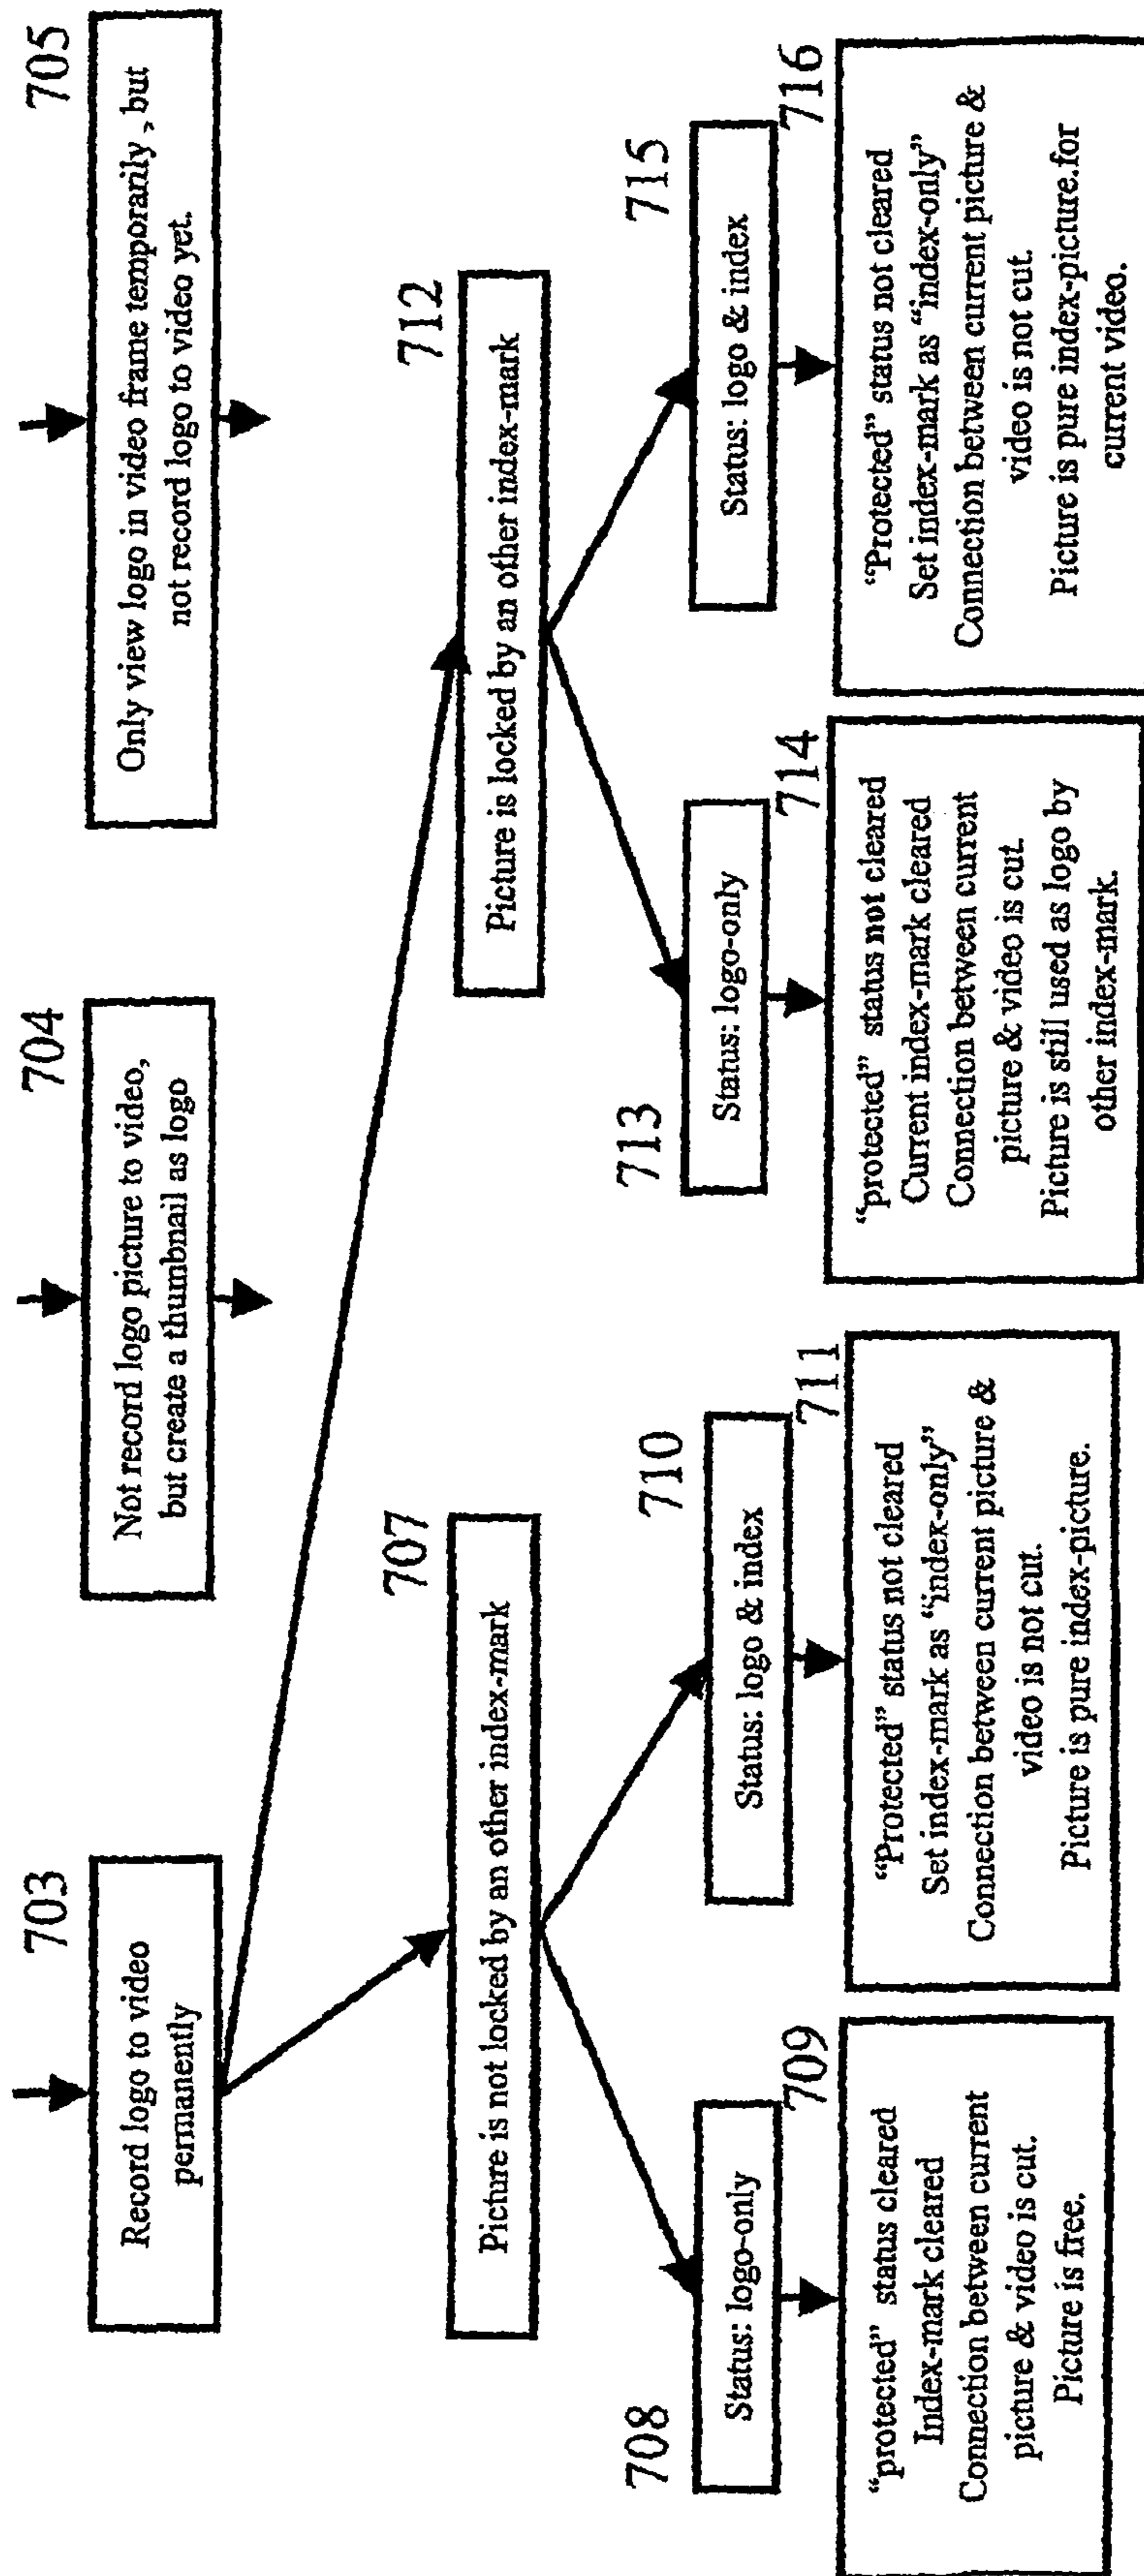 703
Record logo to video
permanently
704
Not record logo picture to video,
but create a thumbnail as logo
705
Only view logo in video frame temporarily , but
not record logo to video yet.
707
Picture is not locked by an other index-mark
712
Picture is locked by an other index-mark
708
Status: logo-only
710
Status: logo & index
713
Status: logo-only
715
Status: logo & index
709
"protected" status cleared
Index-mark cleared
Connection between current
picture & video is cut.
Picture is free.
711
"Protected" status not cleared
Set index-mark as "index-only"
Connection between current picture &
video is not cut.
Picture is pure index-picture.
714
"protected" status not cleared
Current index-mark cleared
Connection between current
picture & video is cut.
Picture is still used as logo by
other index-mark.
716
"Protected" status not cleared
Set index-mark as "index-only"
Connection between current picture &
video is not cut.
Picture is pure index-picture.for
current video.